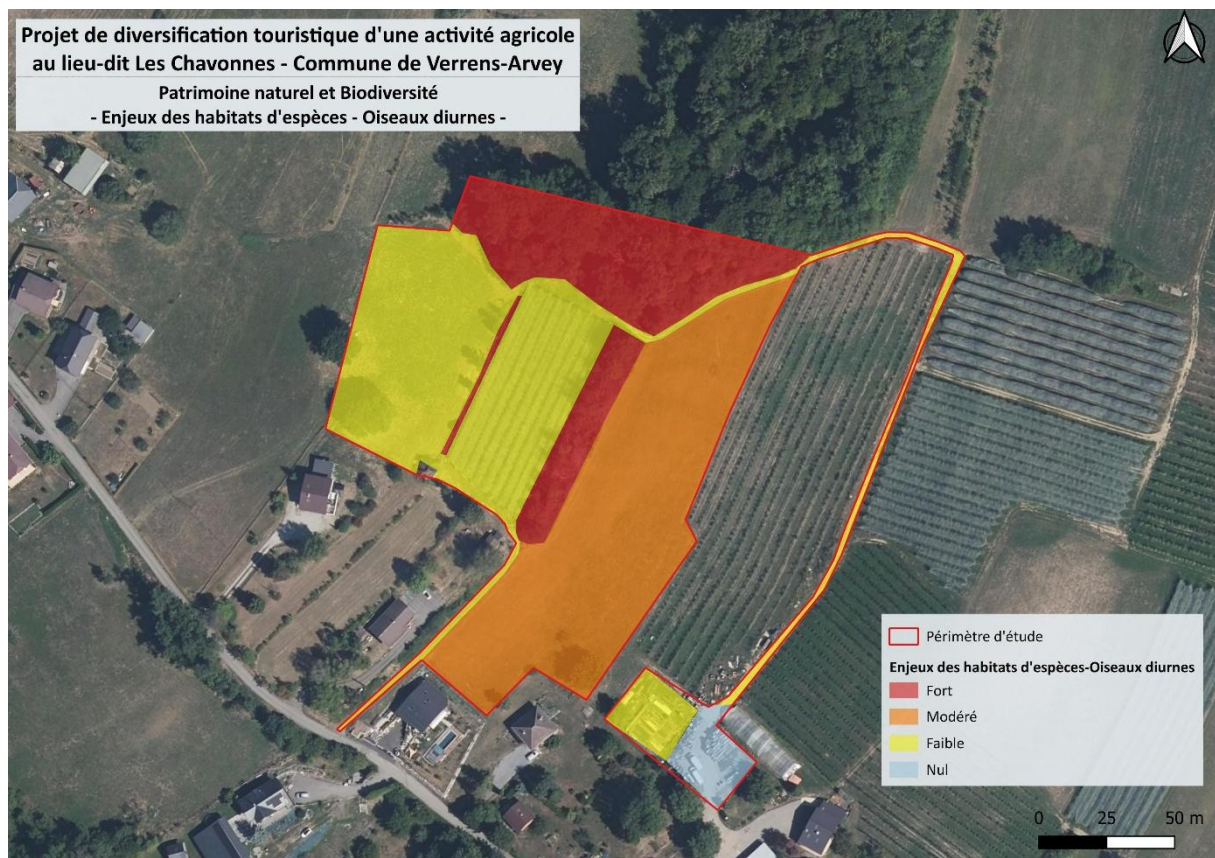 Projet de diversification touristique d'une activité agricole
au lieu-dit Les Chavonnes - Commune de Verrens-Arvey
Patrimoine naturel et Biodiversité
- Enjeux des habitats d'espèces - Oiseaux diurnes -
Périmètre d'étude
Enjeux des habitats d'espèces-Oiseaux diurnes
Fort
Modéré
Faible
Nul
0 25 50 m